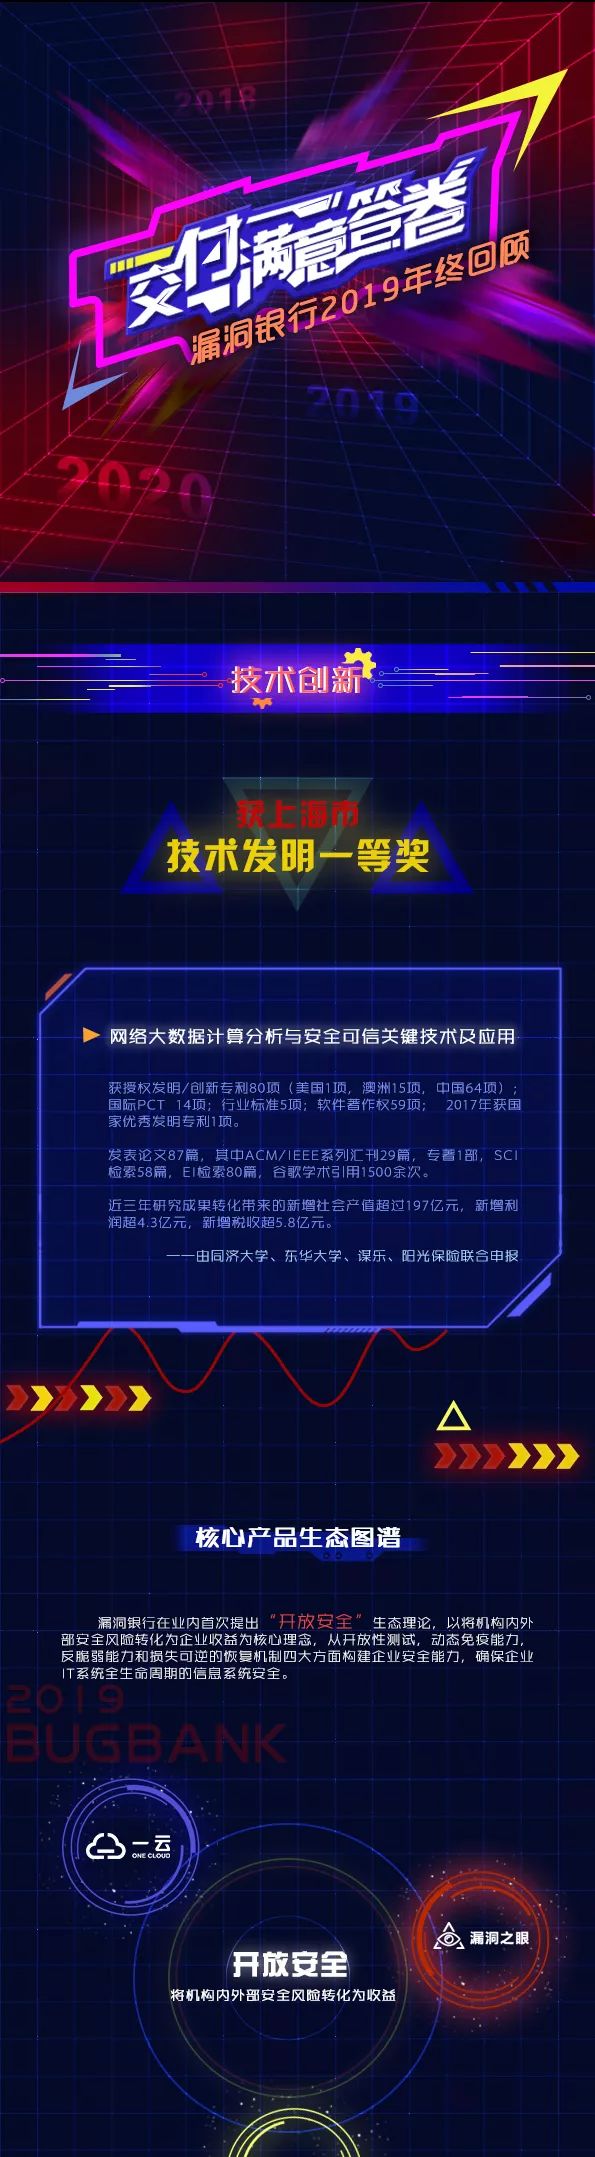 2018
交付满意答卷
漏洞银行2019年终回顾
2019
2020
技术创新
获上海市
技术发明一等奖
网络大数据计算分析与安全可信关键技术及应用
获授权发明/创新专利80项（美国1项，澳洲15项，中国64项）；
国际PCT 14项；行业标准5项；软件著作权59项； 2017年获国
家优秀发明专利1项。
发表论文87篇，其中ACM/IEEE系列汇刊29篇，专著1部，SCI
检索58篇，EI检索80篇，谷歌学术引用1500余次。
近三年研究成果转化带来的新增社会产值超过197亿元，新增利
润超4.3亿元，新增税收超5.8亿元。
——由同济大学、东华大学、谋乐、阳光保险联合申报
核心产品生态图谱
漏洞银行在业内首次提出“开放安全”生态理论，以将机构内外
部安全风险转化为企业收益为核心理念，从开放性测试，动态免疫能力，
反脆弱能力和损失可逆的恢复机制四大方面构建企业安全能力，确保企业
IT系统全生命周期的信息系统安全。
2019
BUGBANK
一云
ONE CLOUD
漏洞之眼
开放安全
将机构内外部安全风险转化为收益